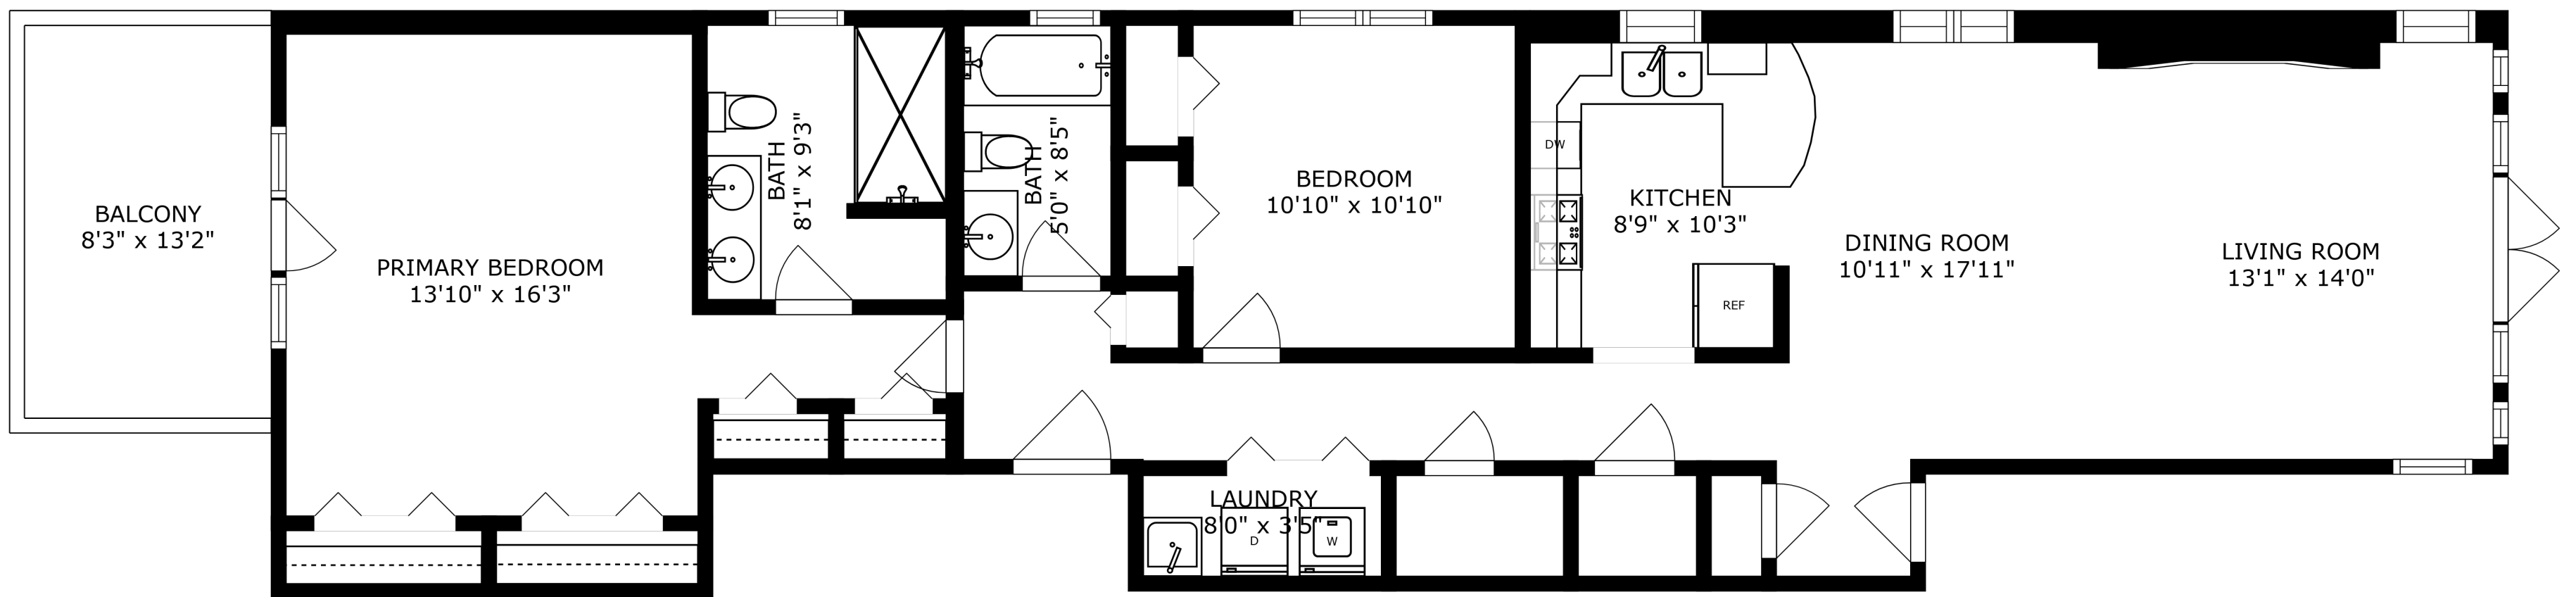 BALCONY
8'3" x 13'2"
PRIMARY BEDROOM
13'10" x 16'3"
BATH
8'1" x 9'3"
BATH
5'0" x 8'5"
BEDROOM
10'10" x 10'10"
DW
KITCHEN
8'9" x 10'3"
REF
DINING ROOM
10'11" x 17'11"
LIVING ROOM
13'1" x 14'0"
LAUNDRY
8'0" x 3'5"
D
W